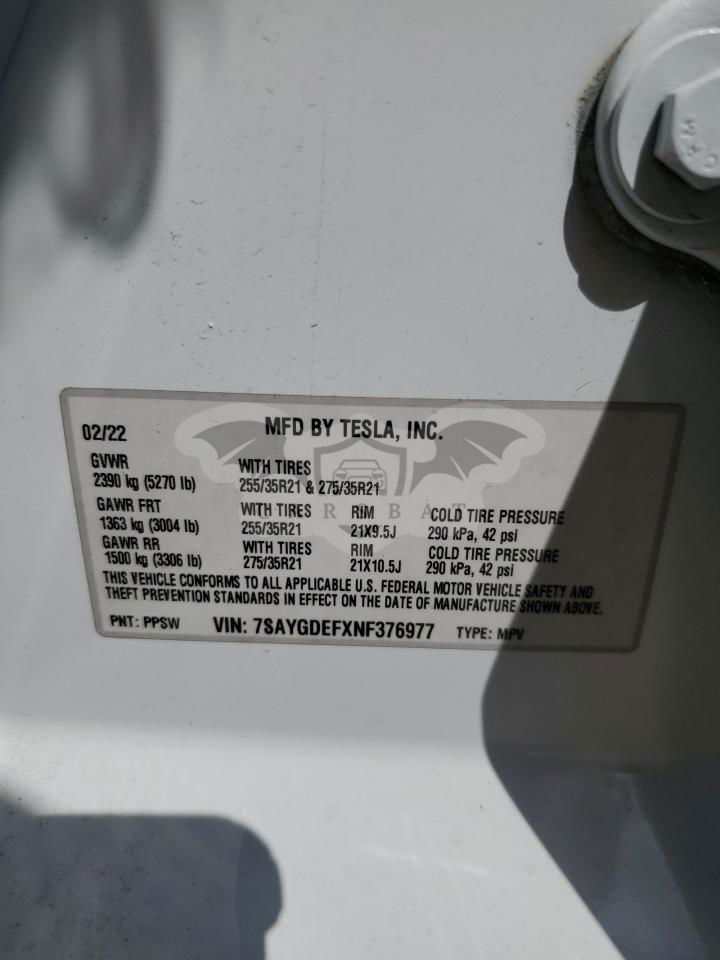 02/22 MFD BY TESLA, INC.
GVWR WITH TIRES
2390 kg (5270 lb) 255/35R21 & 275/35R21
GAWR FRT WITH TIRES RIM COLD TIRE PRESSURE
1363 kg (3004 lb) 255/35R21 21X9.5J 290 kPa, 42 psi
GAWR RR WITH TIRES RIM COLD TIRE PRESSURE
1500 kg (3306 lb) 275/35R21 21X10.5J 290 kPa, 42 psi
THIS VEHICLE CONFORMS TO ALL APPLICABLE U.S. FEDERAL MOTOR VEHICLE SAFETY AND
THEFT PREVENTION STANDARDS IN EFFECT ON THE DATE OF MANUFACTURE SHOWN ABOVE.
PNT: PPSW VIN: 7SAYGDEFXNF376977 TYPE: MPV